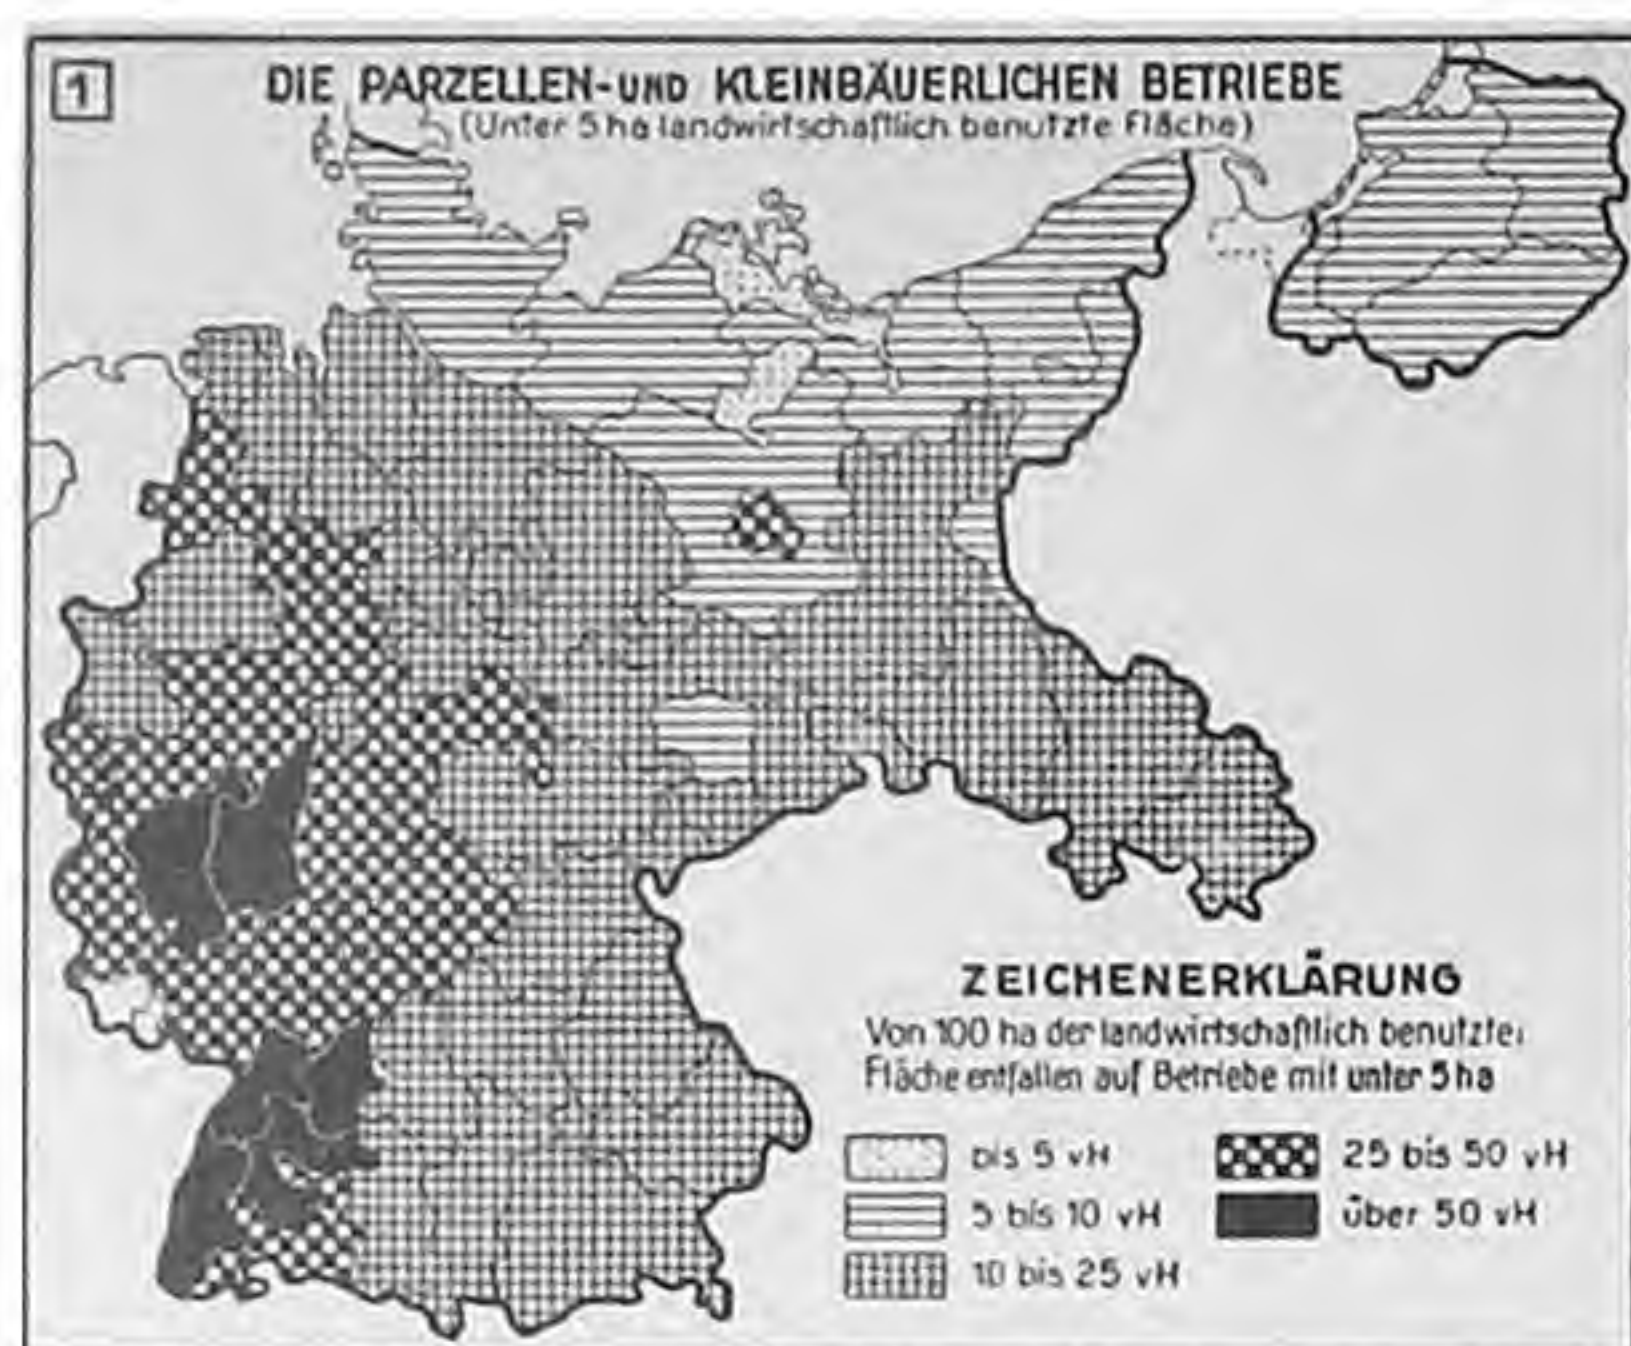 1
DIE PARZELLEN-UND KLEINBÄUERLICHEN BETRIEBE
(Unter 5 ha landwirtschaftlich benutzte Fläche)
ZEICHENERKLÄRUNG
Von 100 ha der landwirtschaftlich benutzten
Fläche entfallen auf Betriebe mit unter 5 ha
bis 5 vH
5 bis 10 vH
10 bis 25 vH
25 bis 50 vH
über 50 vH